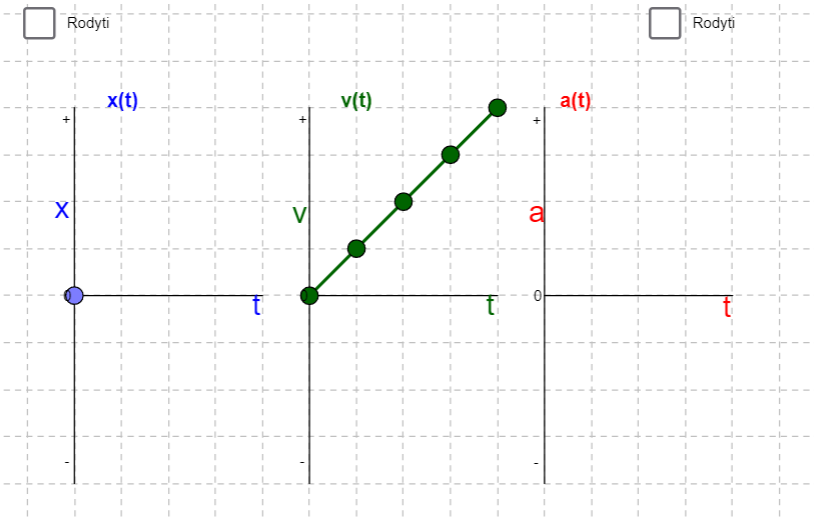 Rodyti
Rodyti
x(t)
v(t)
a(t)
+
+
+
x
v
a
0
0
t
t
t
-
-
-